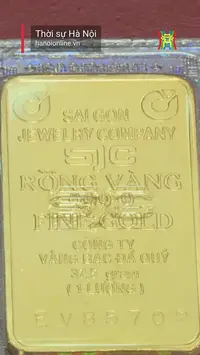 Thời sự Hà Nội
hanoionline.vn
SAI GON
JEWELRY COMPANY
SJC
RỒNG VÀNG
FINE GOLD
CÔNG TY
VÀNG BẠC ĐÁ QUÝ
(1 LƯỢNG)